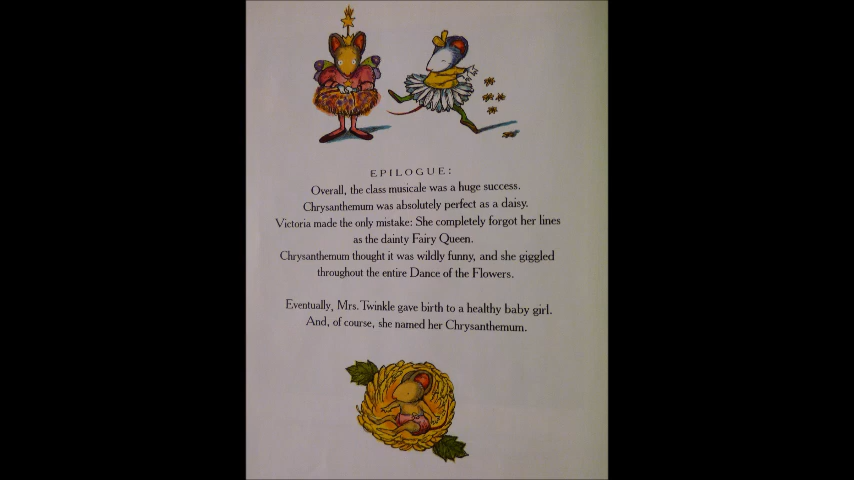 EPILOGUE:
Overall, the class musicale was a huge success.
Chrysanthemum was absolutely perfect as a daisy.
Victoria made the only mistake: She completely forgot her lines
as the dainty Fairy Queen.
Chrysanthemum thought it was wildly funny, and she giggled
throughout the entire Dance of the Flowers.
Eventually, Mrs. Twinkle gave birth to a healthy baby girl.
And, of course, she named her Chrysanthemum.